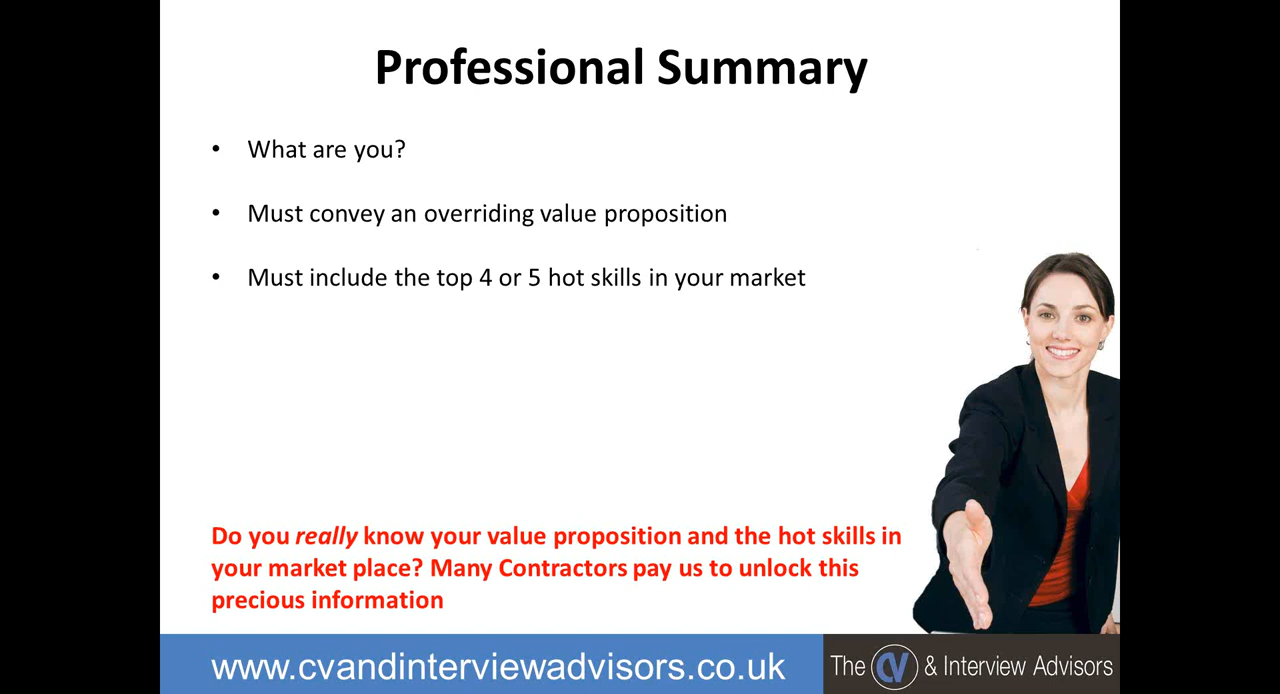 Professional Summary
• What are you?
• Must convey an overriding value proposition
• Must include the top 4 or 5 hot skills in your market
Do you really know your value proposition and the hot skills in
your market place? Many Contractors pay us to unlock this
precious information
www.cvandinterviewadvisors.co.uk
The CV & Interview Advisors